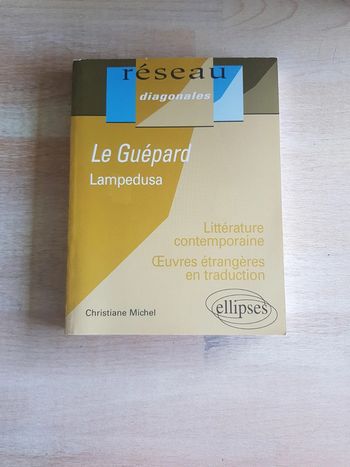 réseau
diagonales
Le Guépard
Lampedusa
Littérature
contemporaine
Œuvres étrangères
en traduction
ellipses
Christiane Michel